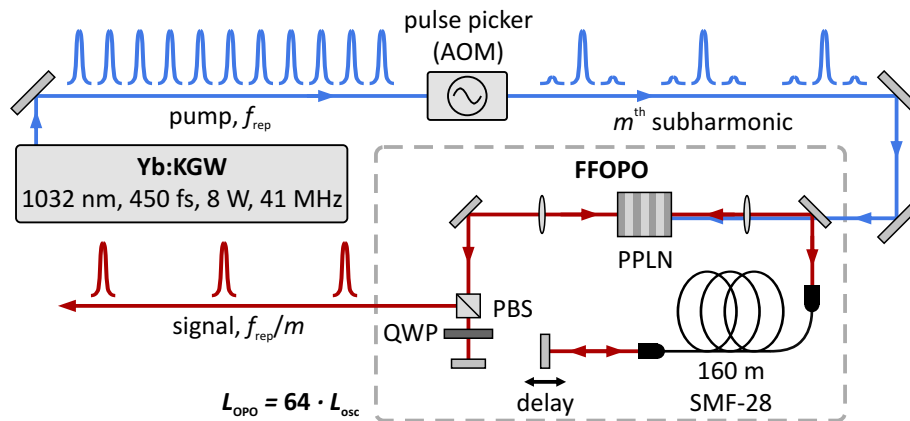 pulse picker
(AOM)
pump, f_rep
m^th subharmonic
Yb:KGW
1032 nm, 450 fs, 8 W, 41 MHz
FFOPO
PPLN
PBS
signal, f_rep/m
QWP
160 m
SMF-28
delay
L_OPO = 64 · L_osc